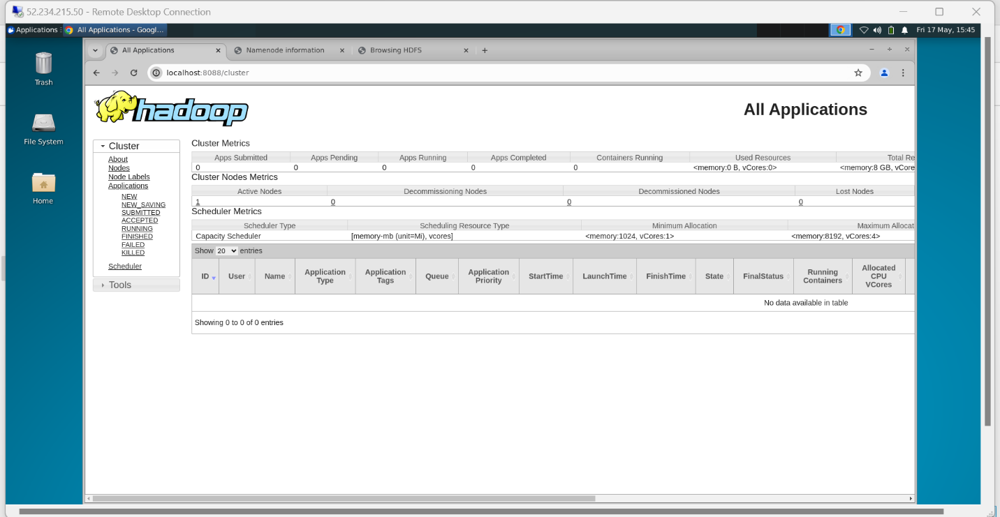 52.234.215.50 - Remote Desktop Connection
Applications
All Applications - Googl...
Fri 17 May, 15:45
Trash
File System
Home
All Applications
Namenode information
Browsing HDFS
localhost:8088/cluster
hadoop
All Applications
Cluster
About
Nodes
Node Labels
Applications
NEW
NEW_SAVING
SUBMITTED
ACCEPTED
RUNNING
FINISHED
FAILED
KILLED
Scheduler
Tools
Cluster Metrics
Apps Submitted Apps Pending Apps Running Apps Completed Containers Running Used Resources Total Re
0 0 0 0 0 <memory:0 B, vCores:0> <memory:8 GB, vCore
Cluster Nodes Metrics
Active Nodes Decommissioning Nodes Decommissioned Nodes Lost Nodes
1 0 0 0
Scheduler Metrics
Scheduler Type Scheduling Resource Type Minimum Allocation Maximum Allocat
Capacity Scheduler [memory-mb (unit=Mi), vcores] <memory:1024, vCores:1> <memory:8192, vCores:4>
Show 20 entries
ID User Name Application Type Application Tags Queue Application Priority StartTime LaunchTime FinishTime State FinalStatus Running Containers Allocated CPU VCores
No data available in table
Showing 0 to 0 of 0 entries